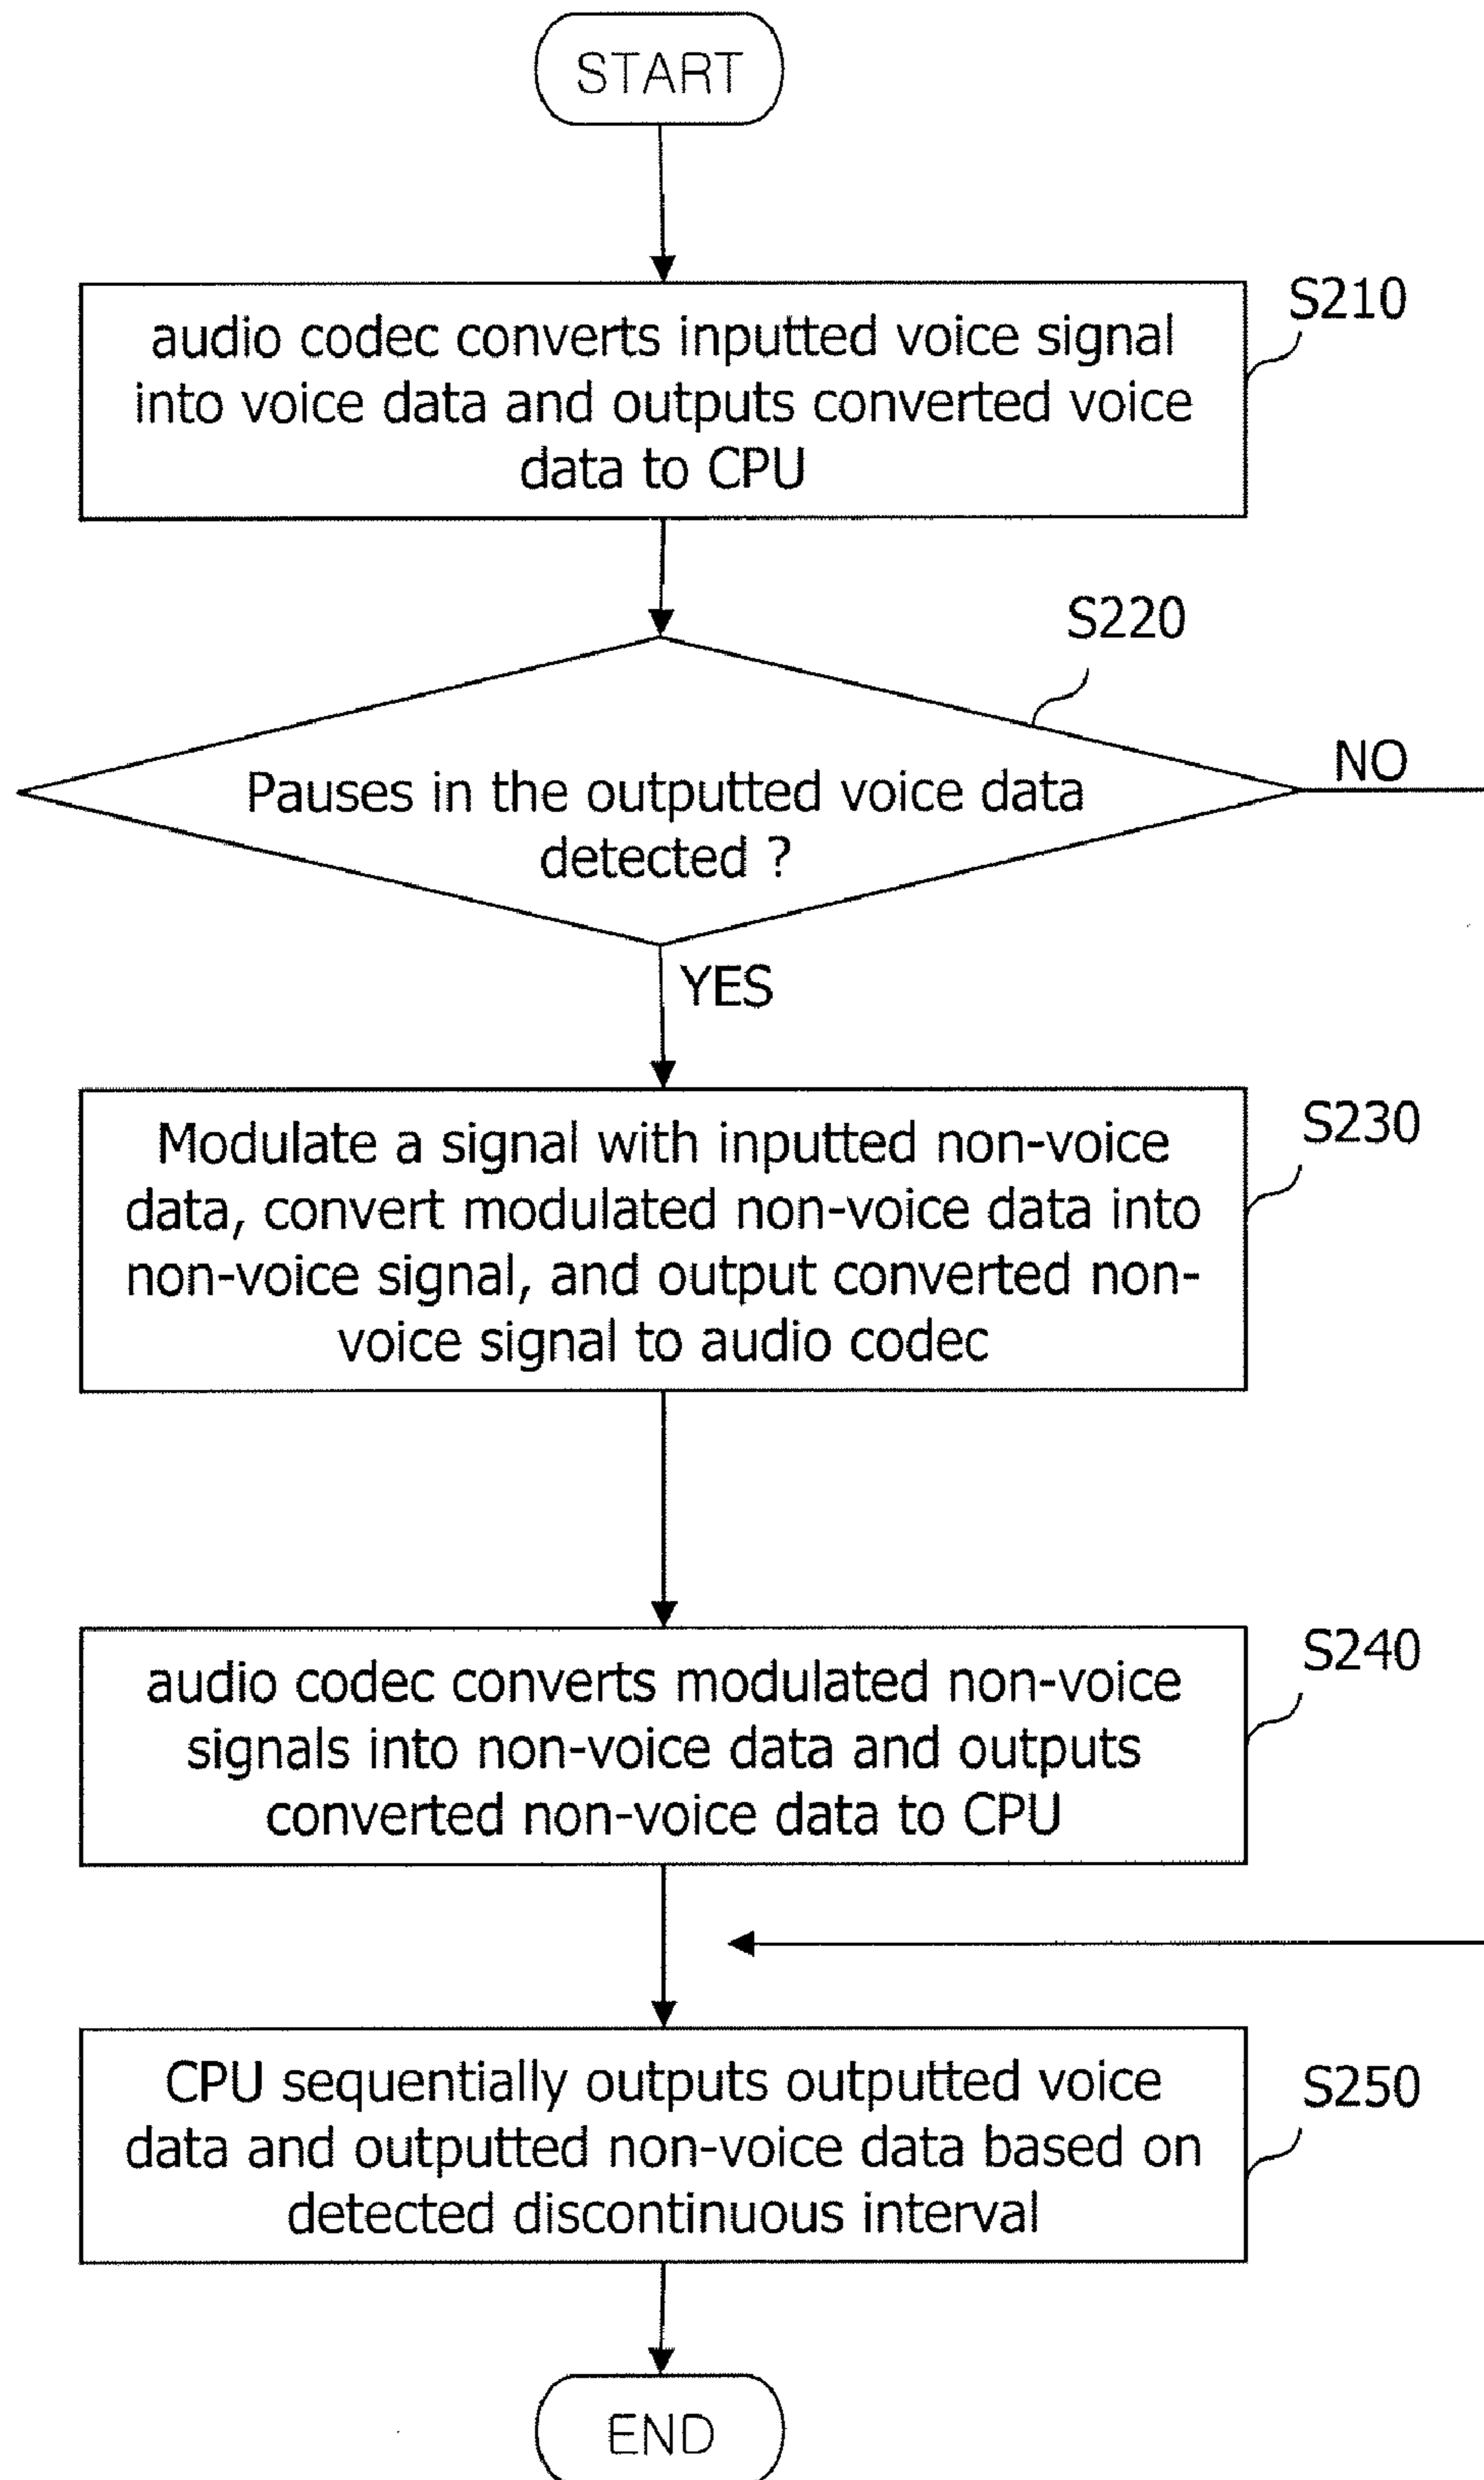 START
S210
audio codec converts inputted voice signal
into voice data and outputs converted voice
data to CPU
S220
NO
Pauses in the outputted voice data
detected ?
YES
S230
Modulate a signal with inputted non-voice
data, convert modulated non-voice data into
non-voice signal, and output converted non-
voice signal to audio codec
S240
audio codec converts modulated non-voice
signals into non-voice data and outputs
converted non-voice data to CPU
S250
CPU sequentially outputs outputted voice
data and outputted non-voice data based on
detected discontinuous interval
END